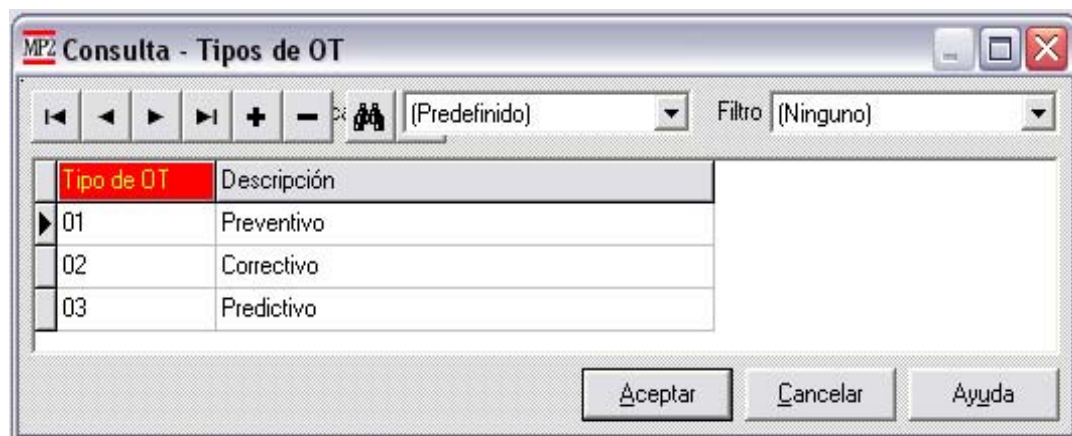 MP2 Consulta - Tipos de OT
(Predefinido) Filtro (Ninguno)
Tipo de OT Descripción
01 Preventivo
02 Correctivo
03 Predictivo
Aceptar Cancelar Ayuda